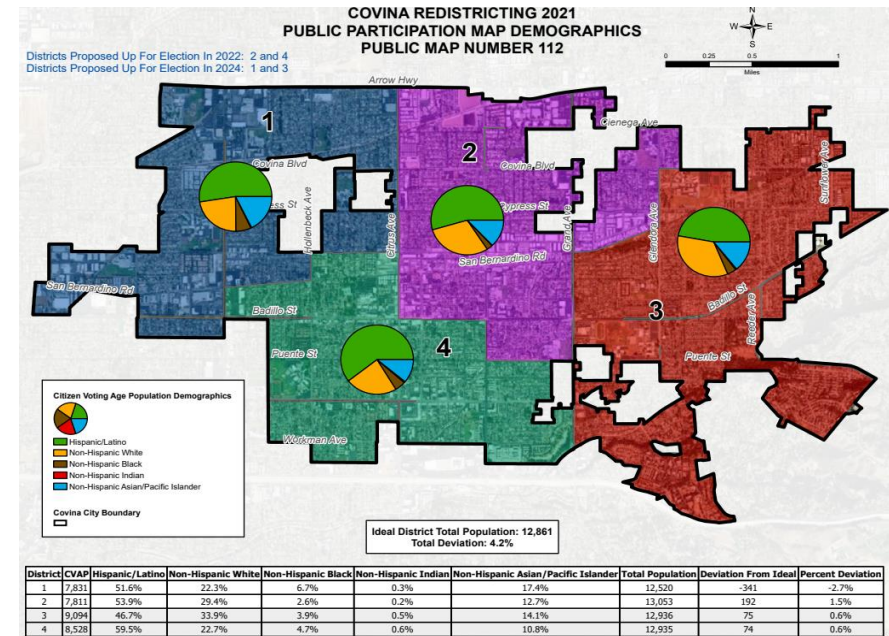 COVINA REDISTRICTING 2021
PUBLIC PARTICIPATION MAP DEMOGRAPHICS
PUBLIC MAP NUMBER 112
Districts Proposed Up For Election In 2022: 2 and 4
Districts Proposed Up For Election In 2024: 1 and 3
N
W E
S
0 0.25 0.5 1
Miles
Arrow Hwy
Glenega Ave
1
2
Covina Blvd
Covina Blvd
Sunflower Ave
ess St
Cypress St
Hollenbeck Ave
Citrus Ave
Grand Ave
Glendora Ave
San Bernardino Rd
San Bernardino Rd
Badillo St
3
Badillo St
Reeder Ave
Puente St
4
Puente St
Workman Ave
Citizen Voting Age Population Demographics
Hispanic/Latino
Non-Hispanic White
Non-Hispanic Black
Non-Hispanic Indian
Non-Hispanic Asian/Pacific Islander
Covina City Boundary
Ideal District Total Population: 12,861
Total Deviation: 4.2%
District CVAP Hispanic/Latino Non-Hispanic White Non-Hispanic Black Non-Hispanic Indian Non-Hispanic Asian/Pacific Islander Total Population Deviation From Ideal Percent Deviation
1 7,831 51.6% 22.3% 6.7% 0.3% 17.4% 12,520 -341 -2.7%
2 7,811 53.9% 29.4% 2.6% 0.2% 12.7% 13,053 192 1.5%
3 9,094 46.7% 33.9% 3.9% 0.5% 14.1% 12,936 75 0.6%
4 8,528 59.5% 22.7% 4.7% 0.6% 10.8% 12,935 74 0.6%